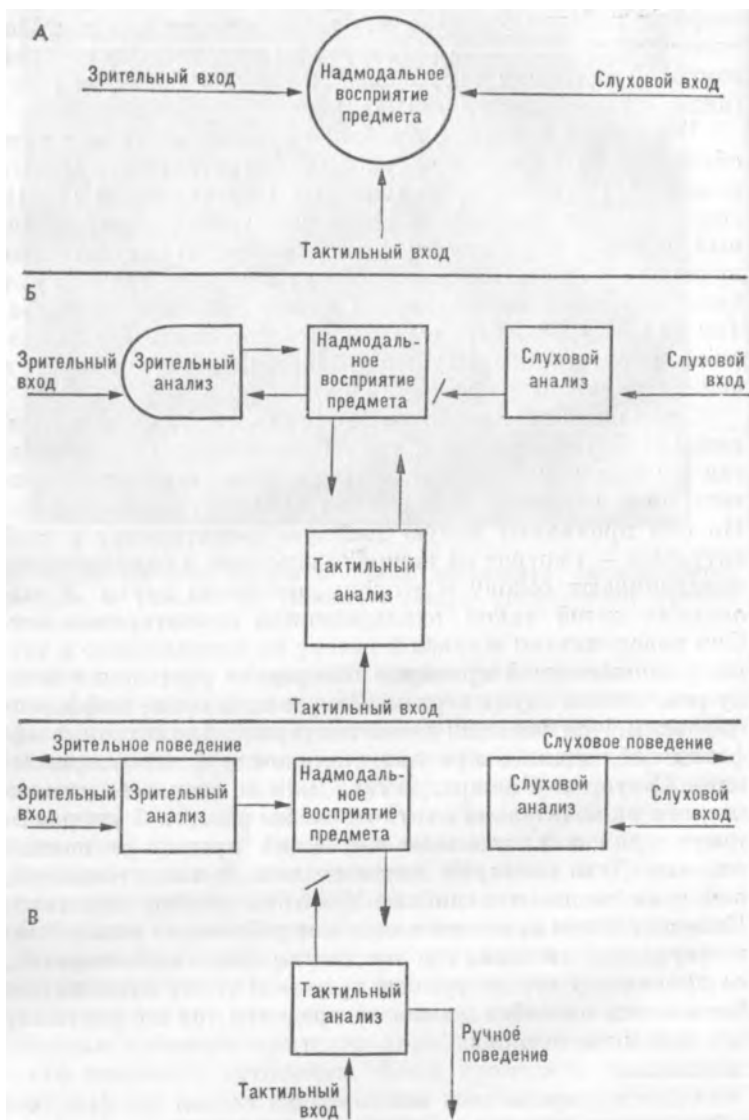 А
Зрительный вход
Надмодальное
восприятие
предмета
Слуховой вход
Тактильный вход
Б
Зрительный
вход
Зрительный
анализ
Надмодаль-
ное
восприятие
предмета
Слуховой
анализ
Слуховой
вход
Тактильный
анализ
Тактильный вход
Зрительное поведение
Слуховое поведение
Зрительный
вход
Зрительный
анализ
Надмодаль-
ное
восприятие
предмета
Слуховой
анализ
Слуховой
вход
В
Тактильный
анализ
Ручное
поведение
Тактильный
вход